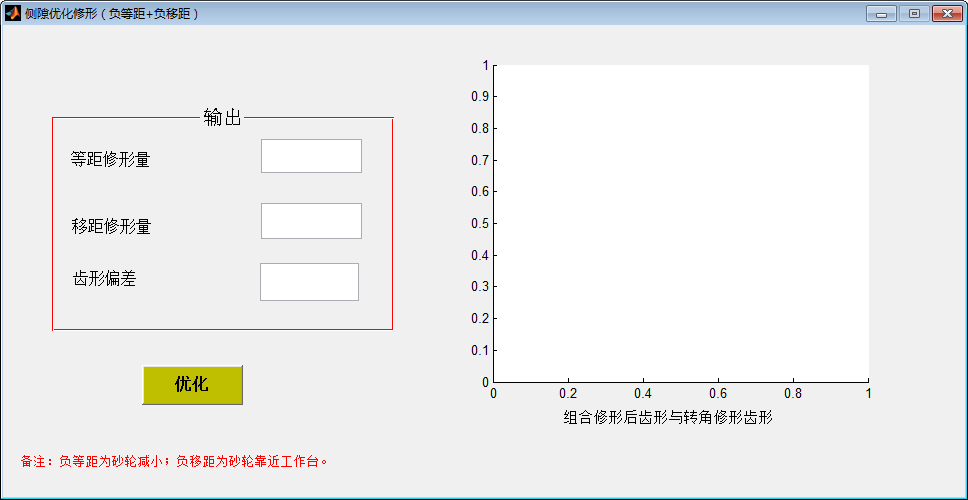 侧隙优化修形（负等距+负移距）
输出
等距修形量
移距修形量
齿形偏差
优化
备注：负等距为砂轮减小；负移距为砂轮靠近工作台。
1
0.9
0.8
0.7
0.6
0.5
0.4
0.3
0.2
0.1
0
0 0.2 0.4 0.6 0.8 1
组合修形后齿形与转角修形齿形